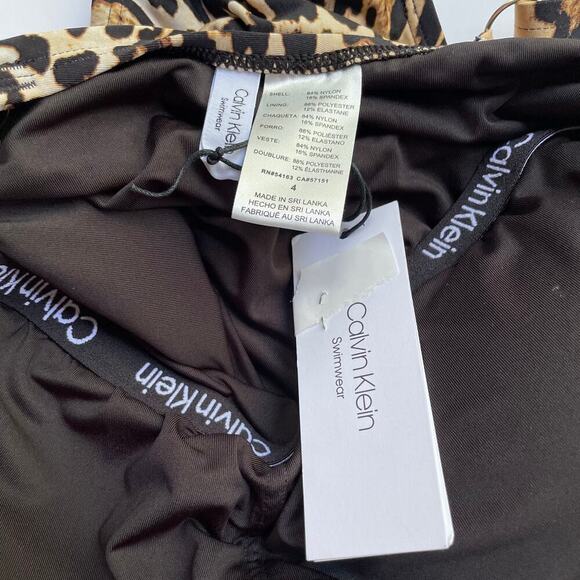 Calvin Klein
Swimwear
SHELL: 84% NYLON
16% SPANDEX
LINING: 88% POLYESTER
12% ELASTANE
CHAQUETA: 84% NYLON
16% SPANDEX
FORRO: 88% POLIÉSTER
12% ELASTANO
VESTE: 84% NYLON
16% SPANDEX
DOUBLURE: 88% POLYESTER
12% ÉLASTHANNE
RN#54163 CA#57151
4
MADE IN SRI LANKA
HECHO EN SRI LANKA
FABRIQUÉ AU SRI LANKA
Calvin Klein
Calvin Kl
Calvin Klein
Calvin Klein
Calvin Klein
Swimwear